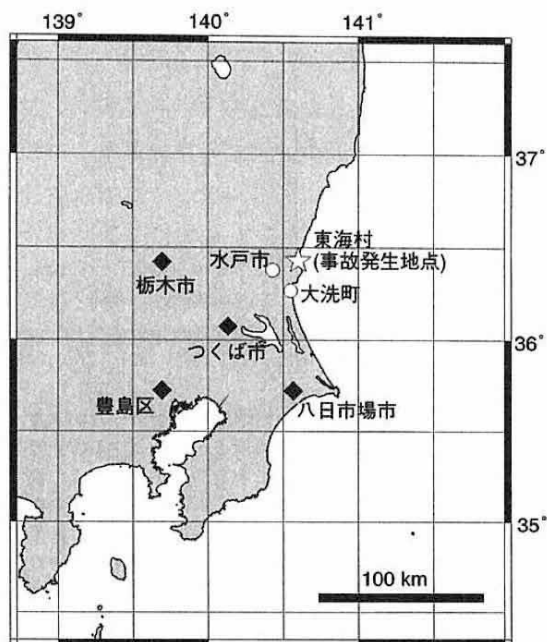 139° 140° 141°
37°
東海村
水戸市 (事故発生地点)
栃木市
大洗町
36°
つくば市
豊島区
八日市場市
35°
100 km